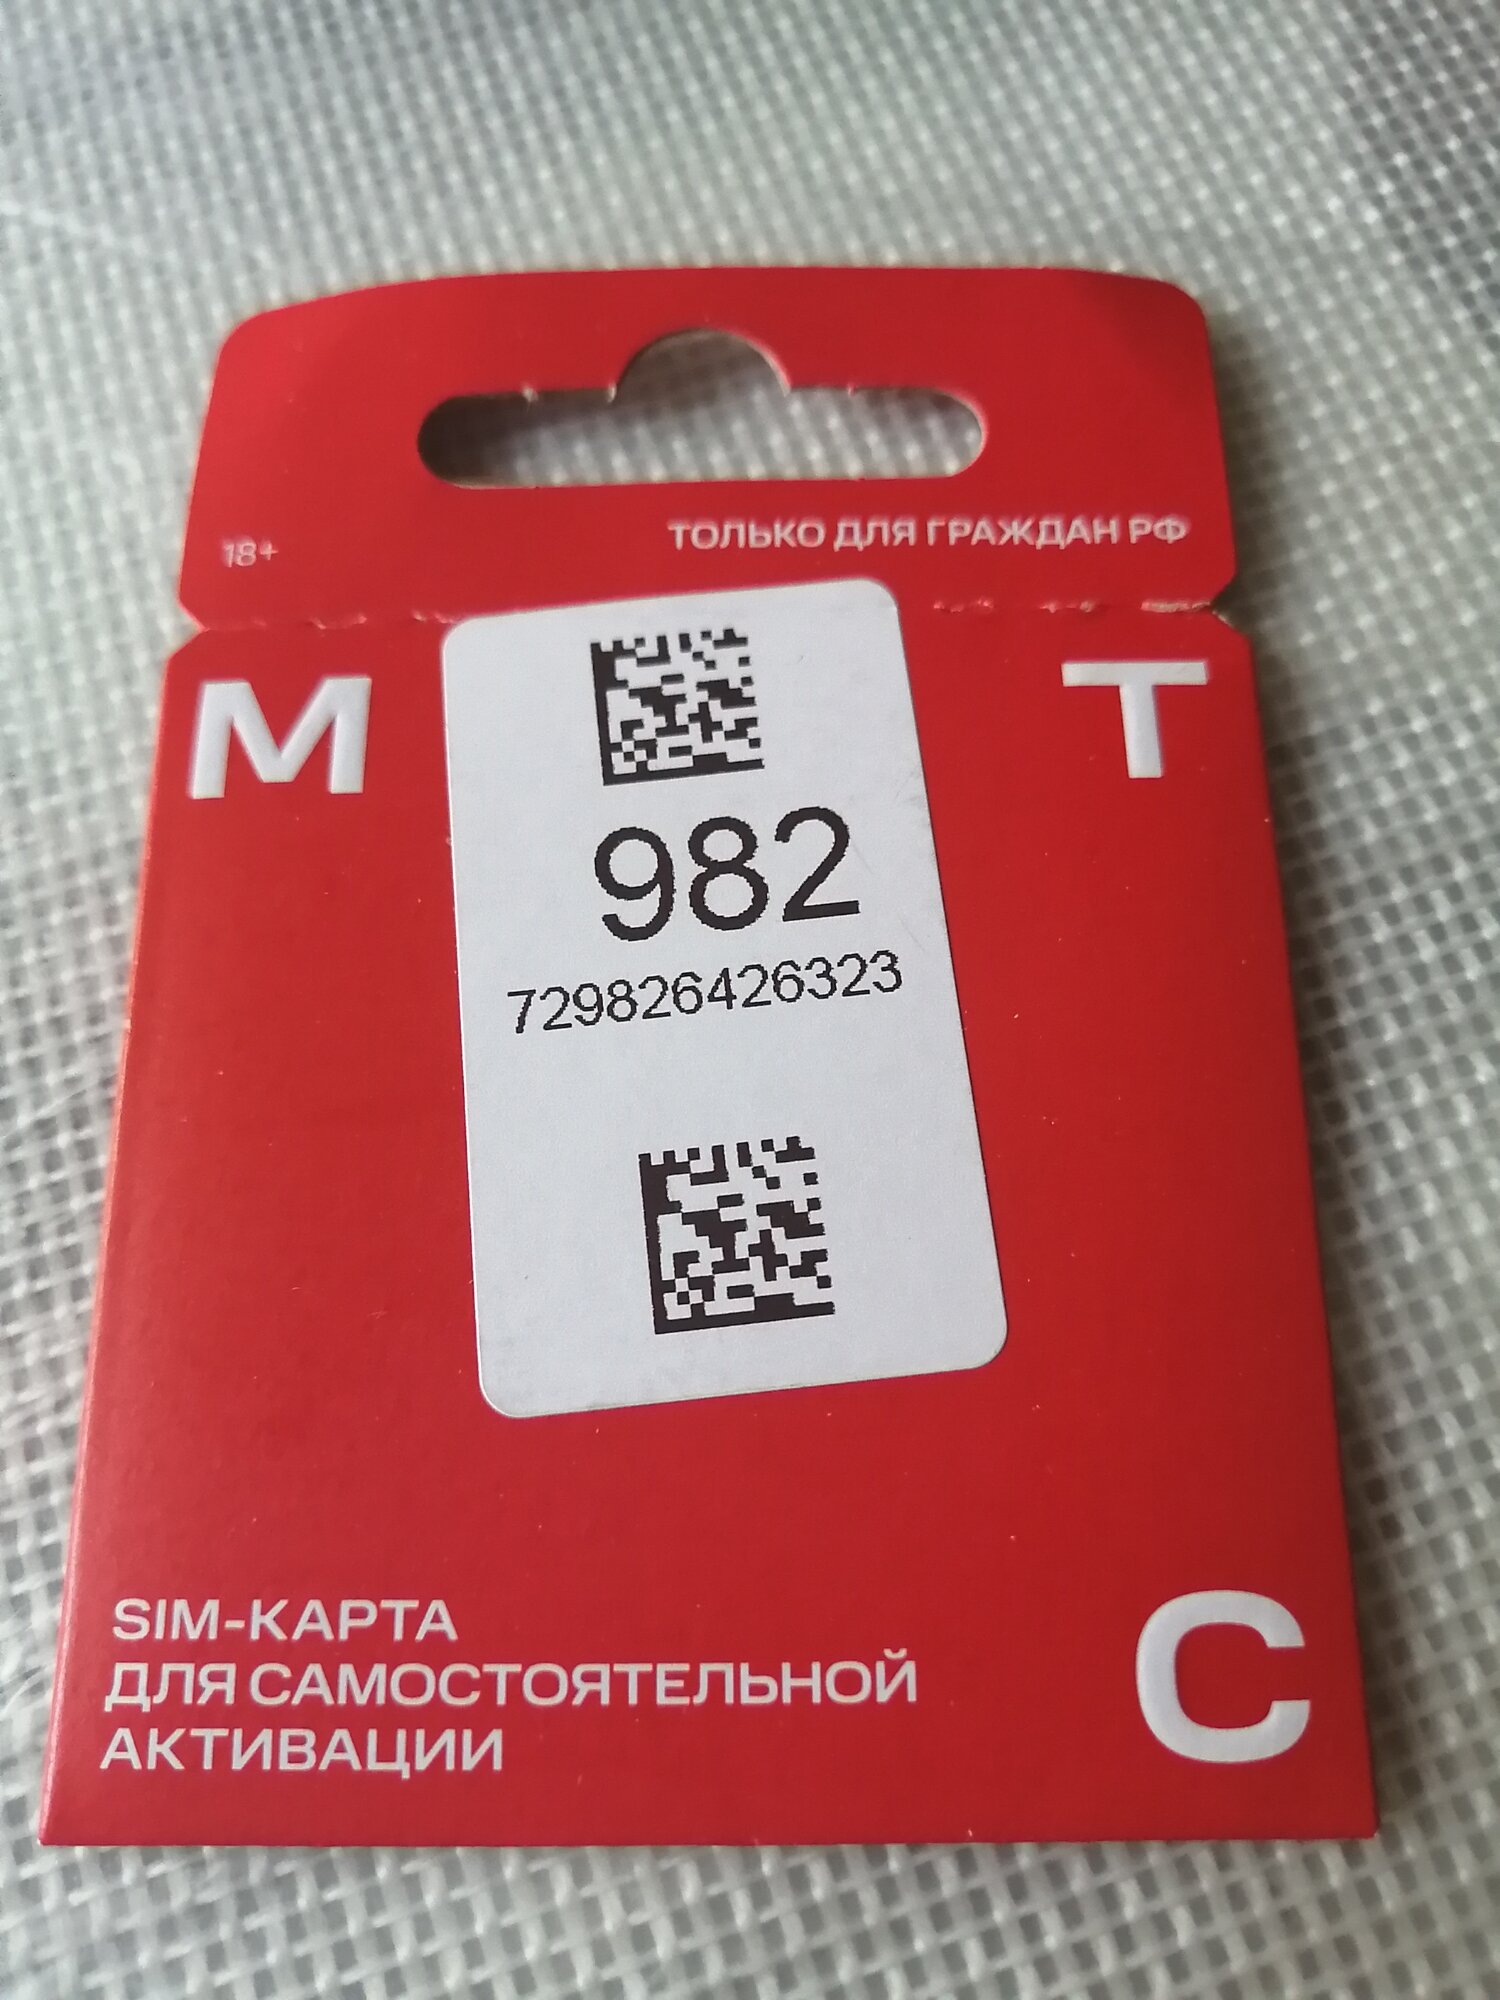 18+
ТОЛЬКО ДЛЯ ГРАЖДАН РФ
М Т
982
729826426323
SIM-КАРТА
ДЛЯ САМОСТОЯТЕЛЬНОЙ
АКТИВАЦИИ
С